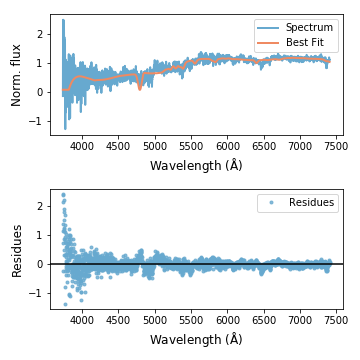 Norm. flux
2
1
0
−1
Spectrum
Best Fit
4000 4500 5000 5500 6000 6500 7000 7500
Wavelength (Å)
Residues
2
1
0
−1
Residues
4000 4500 5000 5500 6000 6500 7000 7500
Wavelength (Å)